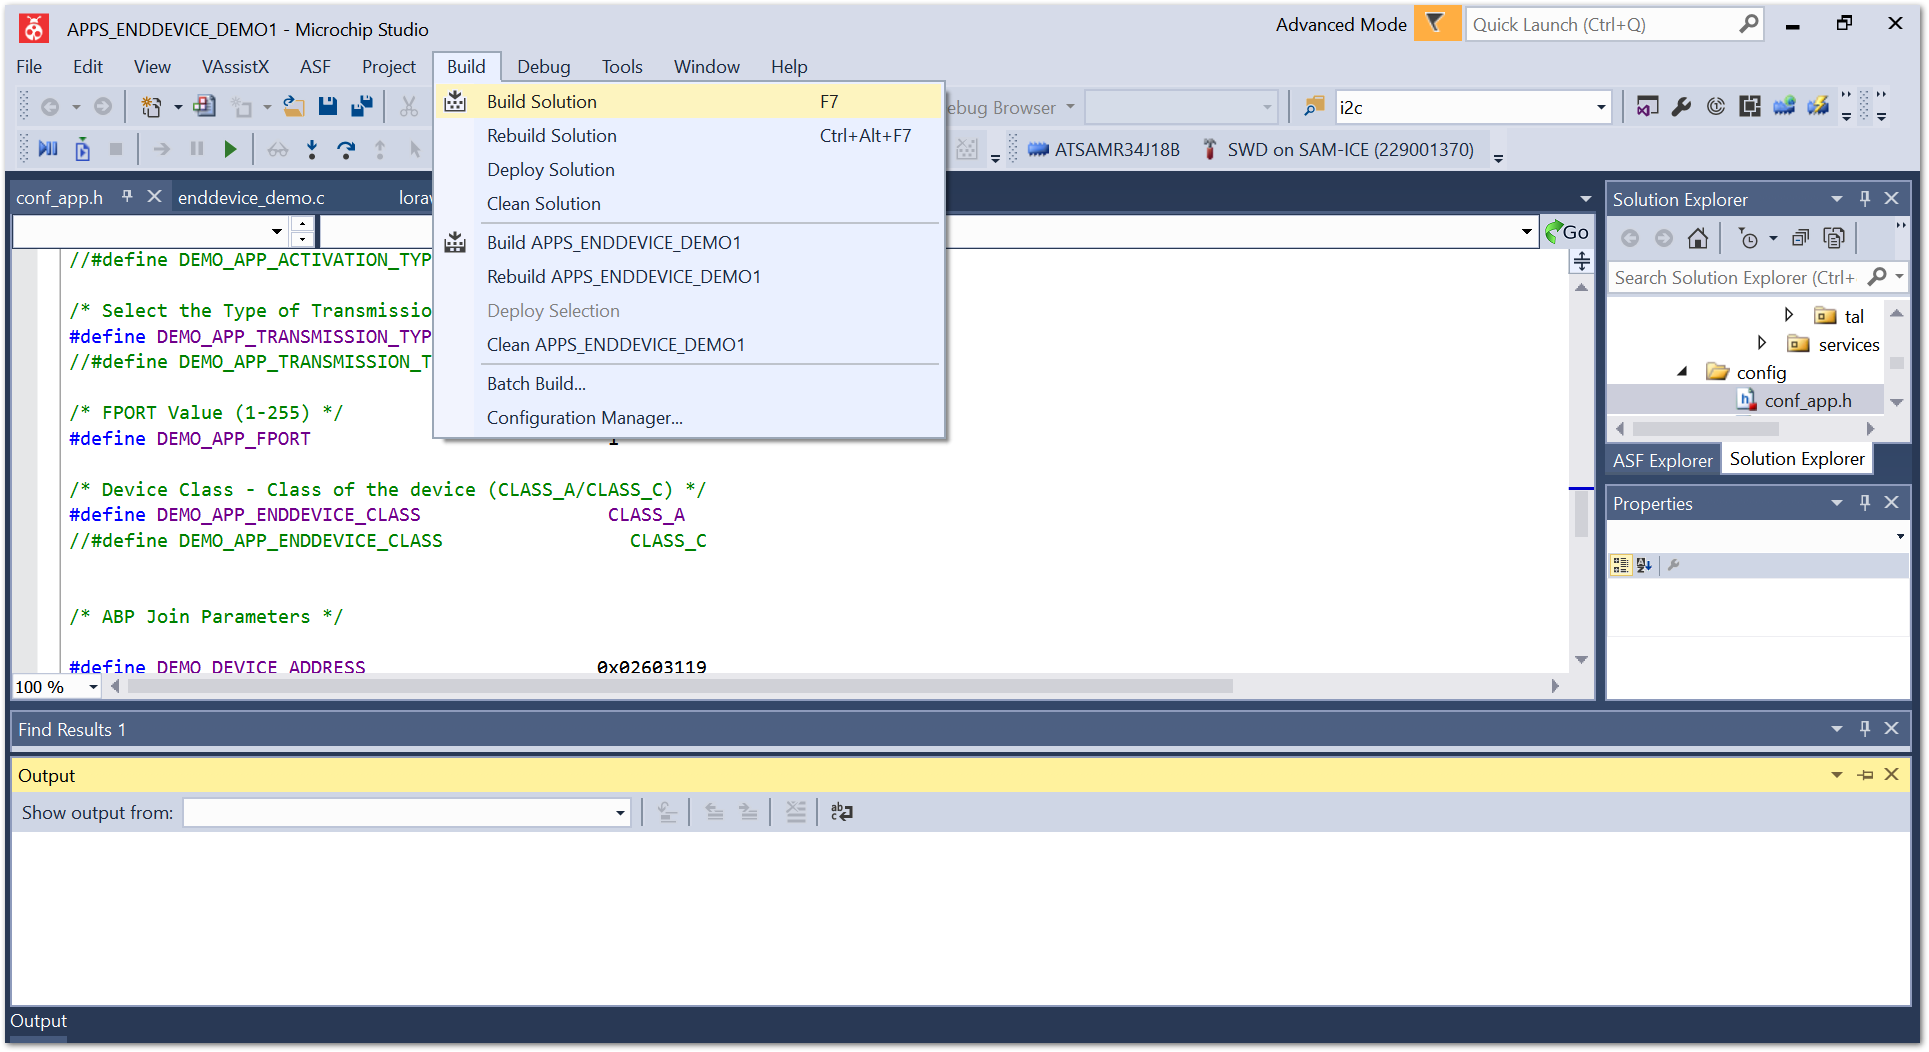 APPS_ENDDEVICE_DEMO1 - Microchip Studio
Advanced Mode
Quick Launch (Ctrl+Q)
File Edit View VAssistX ASF Project Build Debug Tools Window Help
Build Solution F7
Rebuild Solution Ctrl+Alt+F7
Deploy Solution
Clean Solution
Build APPS_ENDDEVICE_DEMO1
Rebuild APPS_ENDDEVICE_DEMO1
Deploy Selection
Clean APPS_ENDDEVICE_DEMO1
Batch Build...
Configuration Manager...
ebug Browser
i2c
ATSAMR34J18B
SWD on SAM-ICE (229001370)
conf_app.h
enddevice_demo.c
loraw
Go
//#define DEMO_APP_ACTIVATION_TYP
/* Select the Type of Transmissio
#define DEMO_APP_TRANSMISSION_TYP
//#define DEMO_APP_TRANSMISSION_T
/* FPORT Value (1-255) */
#define DEMO_APP_FPORT 1
/* Device Class - Class of the device (CLASS_A/CLASS_C) */
#define DEMO_APP_ENDDEVICE_CLASS CLASS_A
//#define DEMO_APP_ENDDEVICE_CLASS CLASS_C
/* ABP Join Parameters */
#define DEMO_DEVICE_ADDRESS 0x02603119
100 %
Solution Explorer
Search Solution Explorer (Ctrl+
tal
services
config
conf_app.h
ASF Explorer
Solution Explorer
Properties
Find Results 1
Output
Show output from:
Output